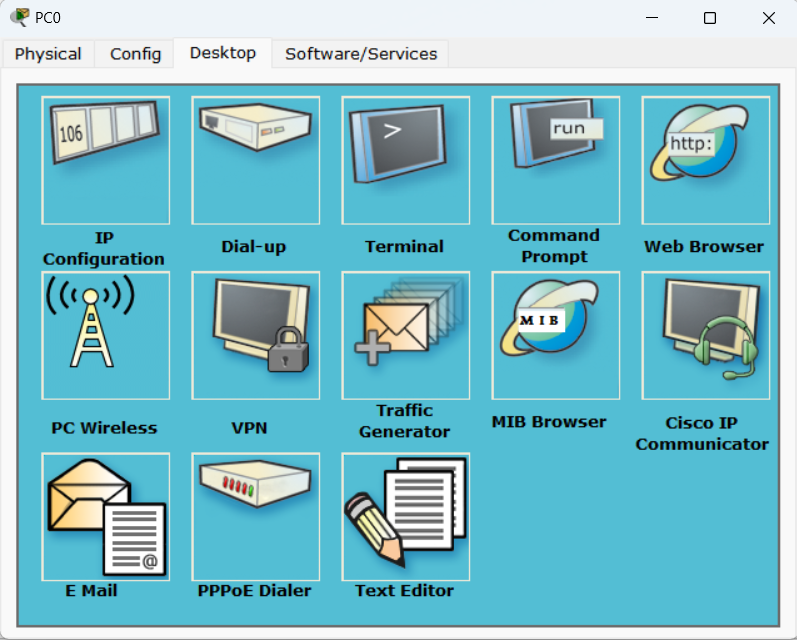 PC0
Physical Config Desktop Software/Services
106
>
run
http:
IP
Configuration
Dial-up
Terminal
Command
Prompt
Web Browser
MIB
PC Wireless
VPN
Traffic
Generator
MIB Browser
Cisco IP
Communicator
@
E Mail
PPPoE Dialer
Text Editor